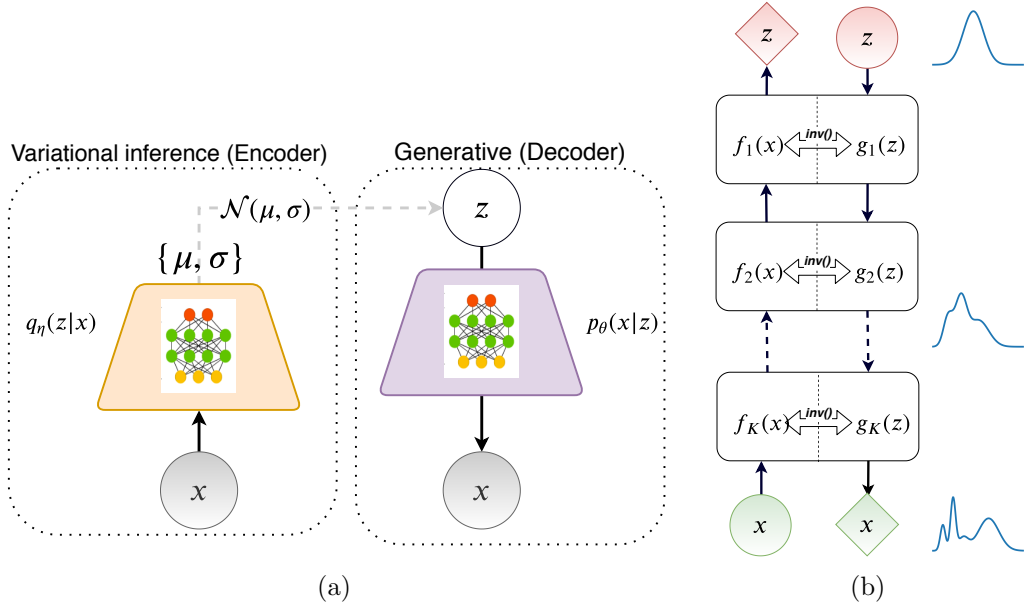 Variational inference (Encoder)
𝒩(μ, σ)
{μ, σ}
qη(z|x)
x
Generative (Decoder)
z
pθ(x|z)
x
(a)
z z
f1(x) inv() g1(z)
f2(x) inv() g2(z)
fK(x) inv() gK(z)
x x
(b)